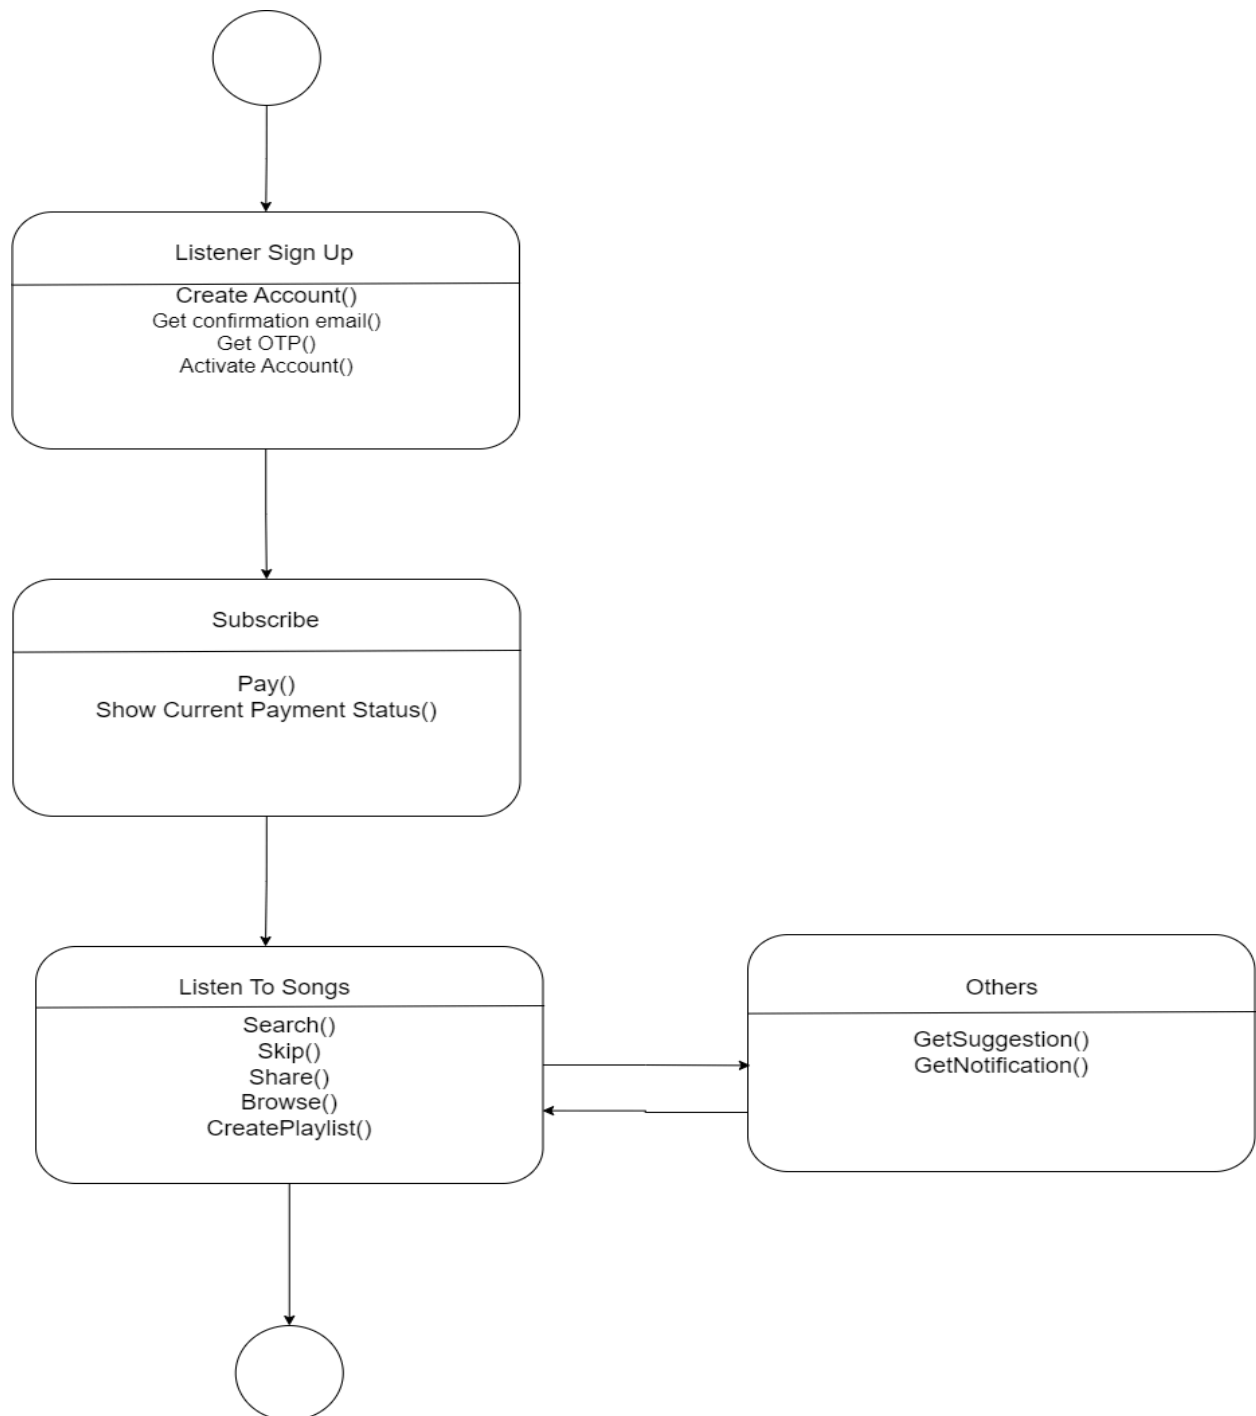 Listener Sign Up
Create Account()
Get confirmation email()
Get OTP()
Activate Account()
Subscribe
Pay()
Show Current Payment Status()
Listen To Songs
Search()
Skip()
Share()
Browse()
CreatePlaylist()
Others
GetSuggestion()
GetNotification()